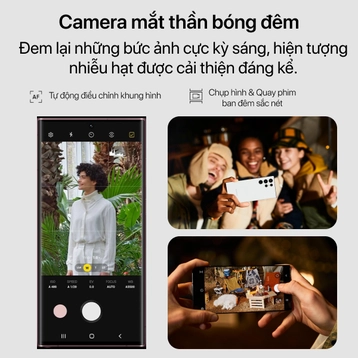 Camera mắt thần bóng đêm
Đem lại những bức ảnh cực kỳ sáng, hiện tượng
nhiễu hạt được cải thiện đáng kể.
AF
Tự động điều chỉnh khung hình
Chụp hình & Quay phim
ban đêm sắc nét